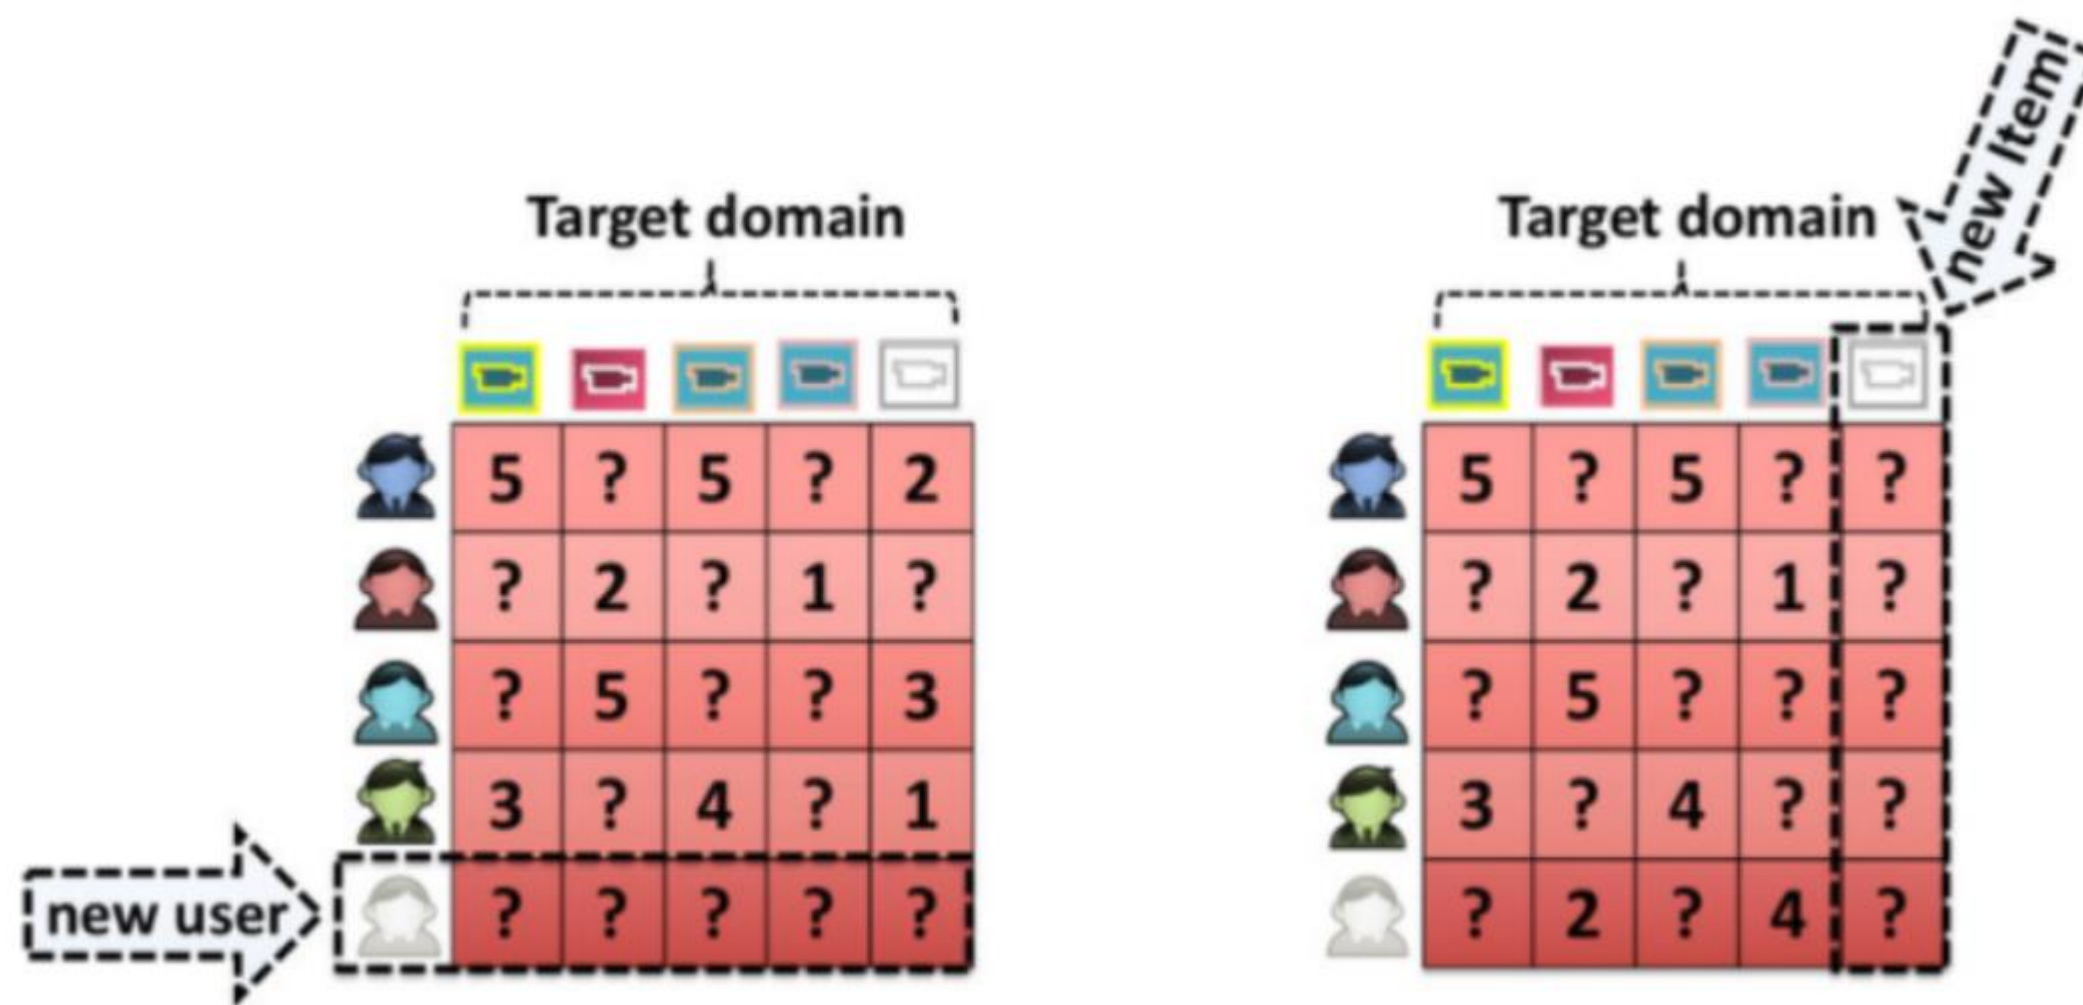 new Item
Target domain
Target domain
5 ? 5 ? 2
? 2 ? 1 ?
? 5 ? ? 3
3 ? 4 ? 1
new user ? ? ? ? ?
5 ? 5 ? ?
? 2 ? 1 ?
? 5 ? ? ?
3 ? 4 ? ?
? 2 ? 4 ?